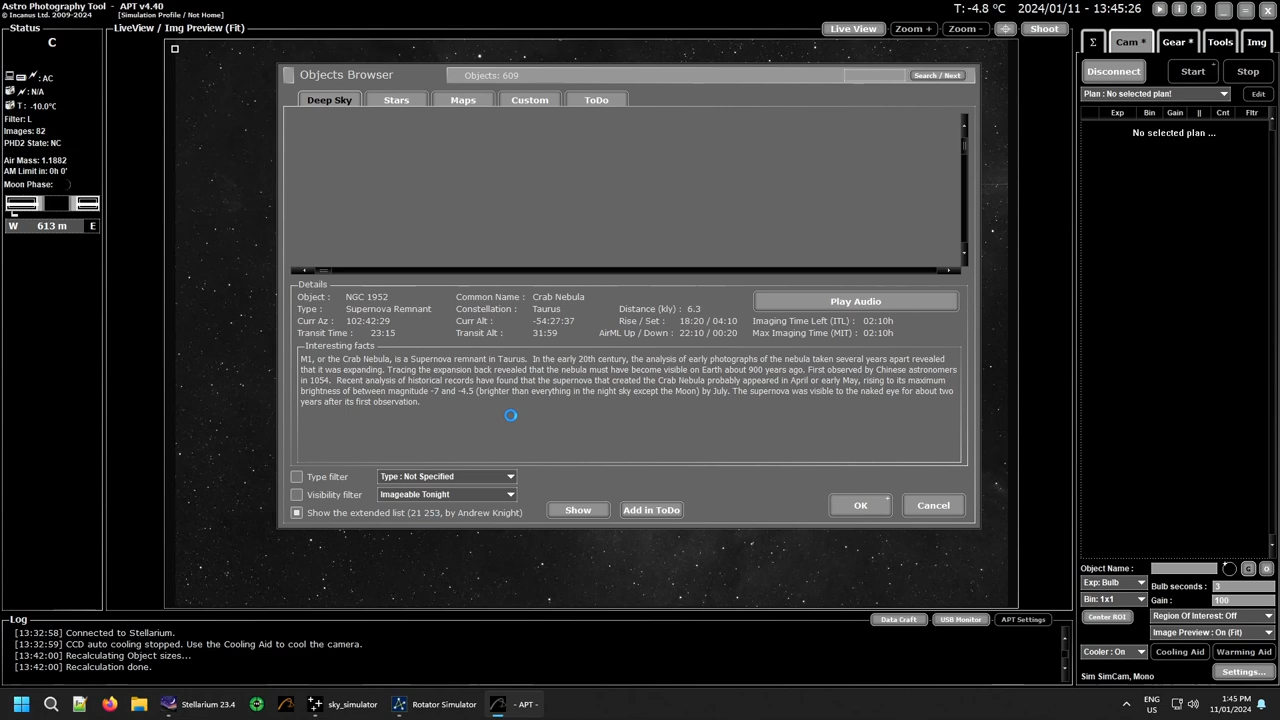 Astro Photography Tool - APT v4.40
© Incanus Ltd. 2009-2024 [Simulation Profile / Not Home]
T: -4.8 ºC 2024/01/11 - 13:45:26
Status
C
: AC
: N/A
T : -10.0°C
Filter: L
Images: 82
PHD2 State: NC
Air Mass: 1.1882
AM Limit in: 0h 0'
Moon Phase:
W 613 m E
LiveView / Img Preview (Fit)
Live View Zoom + Zoom - Shoot
Objects Browser
Objects: 609
Search / Next
Deep Sky Stars Maps Custom ToDo
Details
Object : NGC 1952 Common Name : Crab Nebula
Type : Supernova Remnant Constellation : Taurus Distance (kly) : 6.3
Curr Az : 102:42:29 Curr Alt : -54:27:37 Rise / Set : 18:20 / 04:10
Transit Time : 23:15 Transit Alt : 31:59 AirML Up / Down : 22:10 / 00:20
Play Audio
Imaging Time Left (ITL) : 02:10h
Max Imaging Time (MIT) : 02:10h
Interesting facts
M1, or the Crab Nebula, is a Supernova remnant in Taurus. In the early 20th century, the analysis of early photographs of the nebula taken several years apart revealed
that it was expanding. Tracing the expansion back revealed that the nebula must have become visible on Earth about 900 years ago. First observed by Chinese astronomers
in 1054. Recent analysis of historical records have found that the supernova that created the Crab Nebula probably appeared in April or early May, rising to its maximum
brightness of between magnitude -7 and -4.5 (brighter than everything in the night sky except the Moon) by July. The supernova was visible to the naked eye for about two
years after its first observation.
Type filter Type : Not Specified
Visibility filter Imageable Tonight
Show the extended list (21 253, by Andrew Knight)
Show Add in ToDo OK Cancel
Σ Cam * Gear * Tools Img
Disconnect Start Stop
Plan : No selected plan! Edit
Exp Bin Gain || Cnt Fltr
No selected plan ...
Object Name : G O
Exp: Bulb Bulb seconds : 3
Bin: 1x1 Gain : 100
Center ROI Region Of Interest: Off
Image Preview : On (Fit)
Cooler : On Cooling Aid Warming Aid
Sim SimCam, Mono Settings...
Log
Data Craft USB Monitor APT Settings
[13:32:58] Connected to Stellarium.
[13:32:59] CCD auto cooling stopped. Use the Cooling Aid to cool the camera.
[13:42:00] Recalculating Object sizes...
[13:42:00] Recalculation done.
Stellarium 23.4 sky_simulator Rotator Simulator - APT -
ENG
US
1:45 PM
11/01/2024